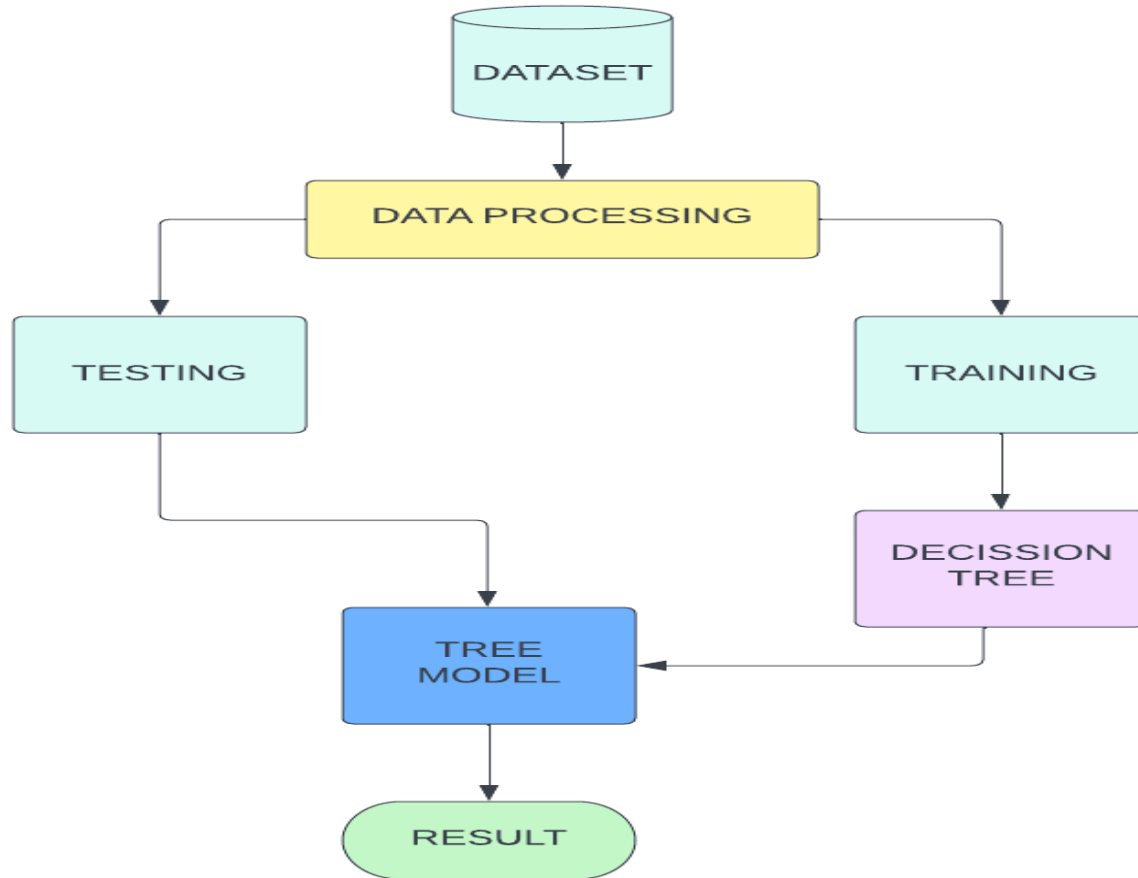 DATASET
DATA PROCESSING
TESTING
TRAINING
DECISSION
TREE
TREE
MODEL
RESULT